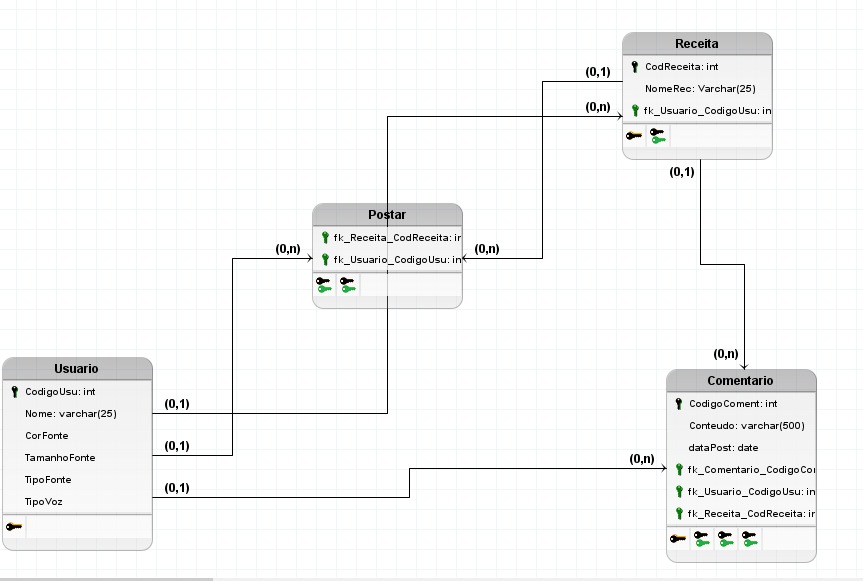 Receita
CodReceita: int
NomeRec: Varchar(25)
fk_Usuario_CodigoUsu: in
(0,1)
(0,n)
(0,1)
Postar
fk_Receita_CodReceita: ir
fk_Usuario_CodigoUsu: in
(0,n)
(0,n)
Usuario
CodigoUsu: int
Nome: varchar(25)
CorFonte
TamanhoFonte
TipoFonte
TipoVoz
(0,1)
(0,1)
(0,1)
(0,n)
(0,n)
Comentario
CodigoComent: int
Conteudo: varchar(500)
dataPost: date
fk_Comentario_CodigoCo
fk_Usuario_CodigoUsu: in
fk_Receita_CodReceita: ir